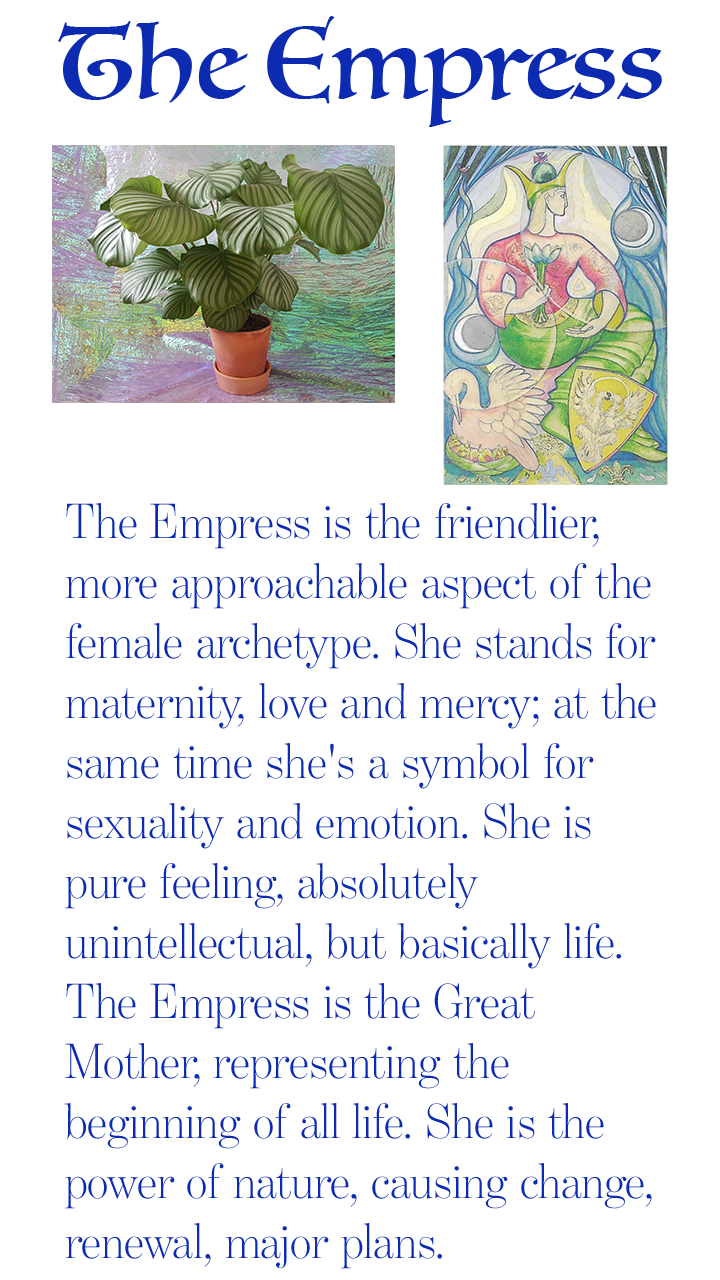 The Empress
The Empress is the friendlier,
more approachable aspect of the
female archetype. She stands for
maternity, love and mercy; at the
same time she's a symbol for
sexuality and emotion. She is
pure feeling, absolutely
unintellectual, but basically life.
The Empress is the Great
Mother, representing the
beginning of all life. She is the
power of nature, causing change,
renewal, major plans.